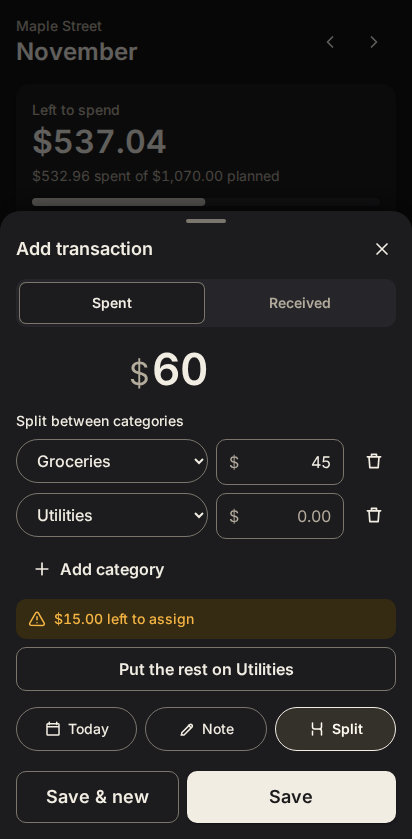 Maple Street
November
Left to spend
$537.04
$532.96 spent of $1,070.00 planned
Add transaction
Spent Received
$60
Split between categories
Groceries $ 45
Utilities $ 0.00
Add category
$15.00 left to assign
Put the rest on Utilities
Today Note Split
Save & new Save